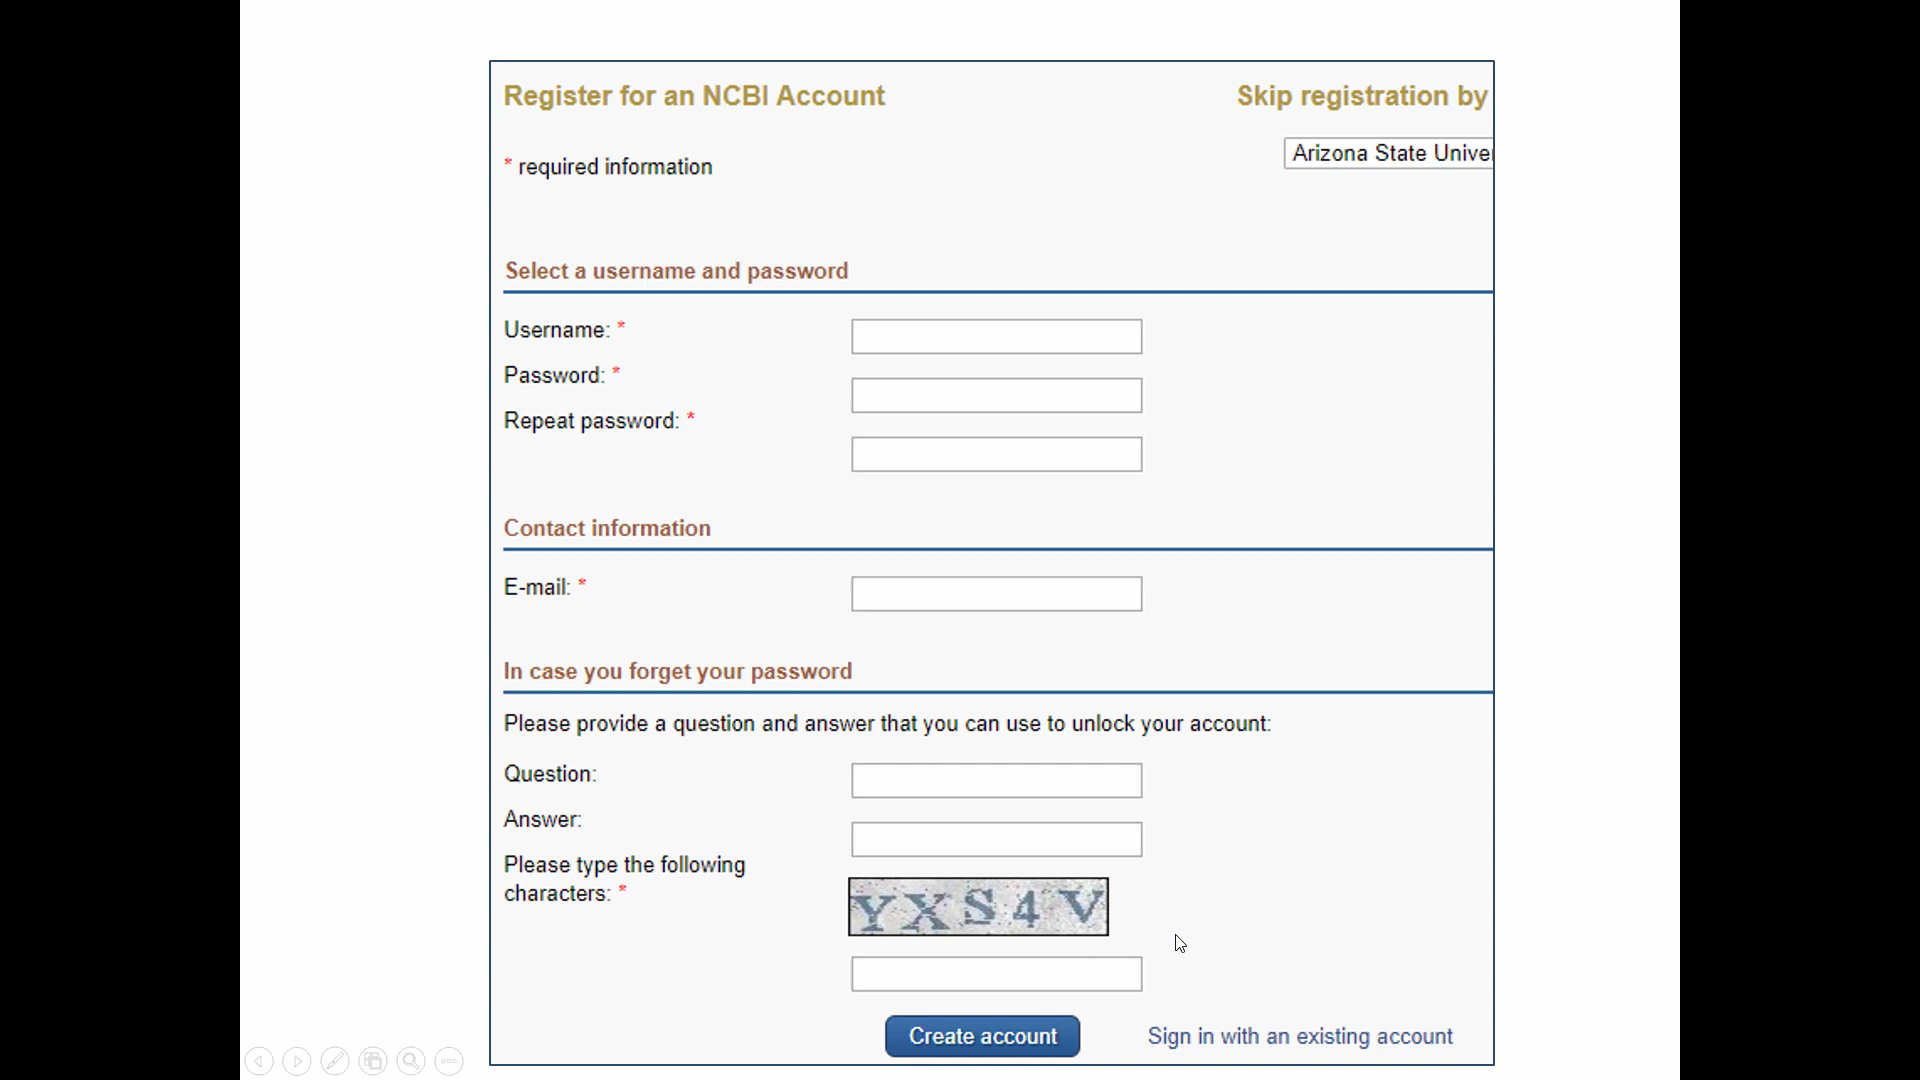 Register for an NCBI Account
Skip registration by
* required information
Arizona State Univer
Select a username and password
Username: *
Password: *
Repeat password: *
Contact information
E-mail: *
In case you forget your password
Please provide a question and answer that you can use to unlock your account:
Question:
Answer:
Please type the following
characters: *
YXS4V
Create account
Sign in with an existing account